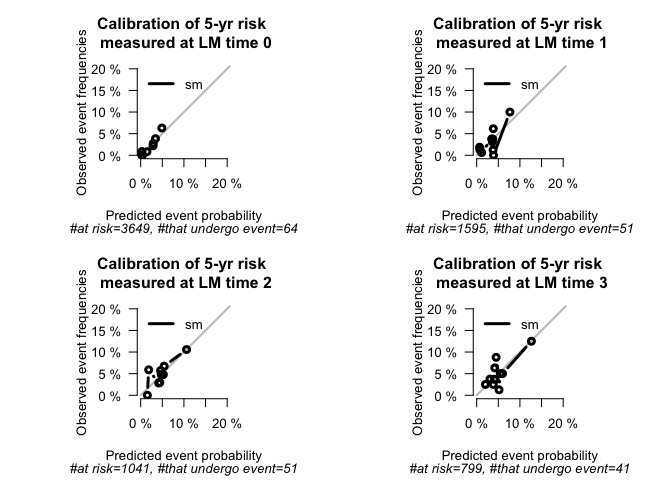 Calibration of 5-yr risk
measured at LM time 0
Observed event frequencies
20 %
15 %
10 %
5 %
0 %
sm
0 %
10 %
20 %
Predicted event probability
#at risk=3649, #that undergo event=64
Calibration of 5-yr risk
measured at LM time 1
Observed event frequencies
20 %
15 %
10 %
5 %
0 %
sm
0 %
10 %
20 %
Predicted event probability
#at risk=1595, #that undergo event=51
Calibration of 5-yr risk
measured at LM time 2
Observed event frequencies
20 %
15 %
10 %
5 %
0 %
sm
0 %
10 %
20 %
Predicted event probability
#at risk=1041, #that undergo event=51
Calibration of 5-yr risk
measured at LM time 3
Observed event frequencies
20 %
15 %
10 %
5 %
0 %
sm
0 %
10 %
20 %
Predicted event probability
#at risk=799, #that undergo event=41